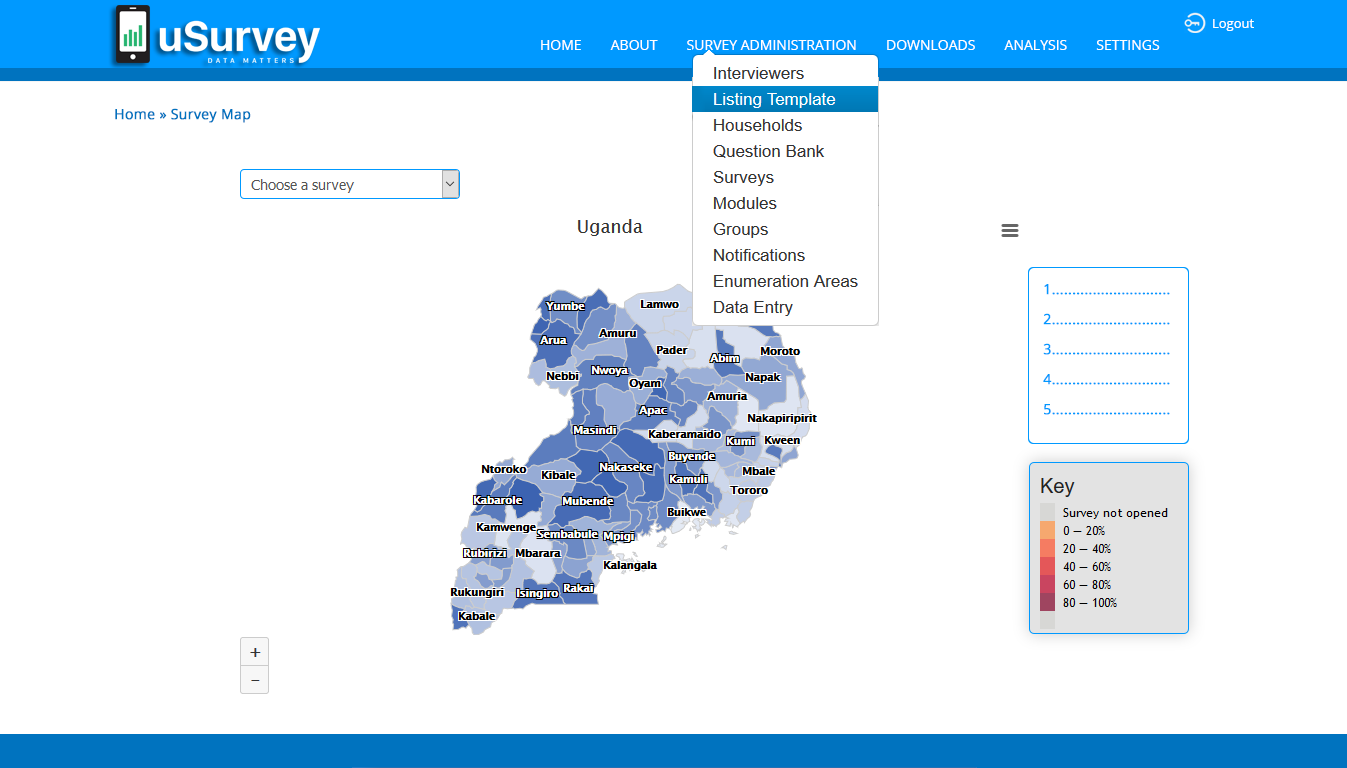 uSurvey
DATA MATTERS
HOME ABOUT SURVEY ADMINISTRATION DOWNLOADS ANALYSIS SETTINGS
Logout
Interviewers
Listing Template
Households
Question Bank
Surveys
Modules
Groups
Notifications
Enumeration Areas
Data Entry
Home » Survey Map
Choose a survey
Uganda
Yumbe
Lamwo
Arua
Amuru
Pader
Abim
Moroto
Nebbi
Nwoya
Oyam
Napak
Amuria
Apac
Nakapiripirit
Masindi
Kaberamaido
Kumi
Kween
Buyende
Ntoroko
Kibale
Nakaseke
Kamuli
Mbale
Tororo
Kabarole
Mubende
Buikwe
Kamwenge
Sembabule
Mpigi
Rubirizi
Mbarara
Kalangala
Rukungiri
Isingiro
Rakai
Kabale
1.............................
2.............................
3.............................
4.............................
5.............................
Key
Survey not opened
0 — 20%
20 — 40%
40 — 60%
60 — 80%
80 — 100%
+
−